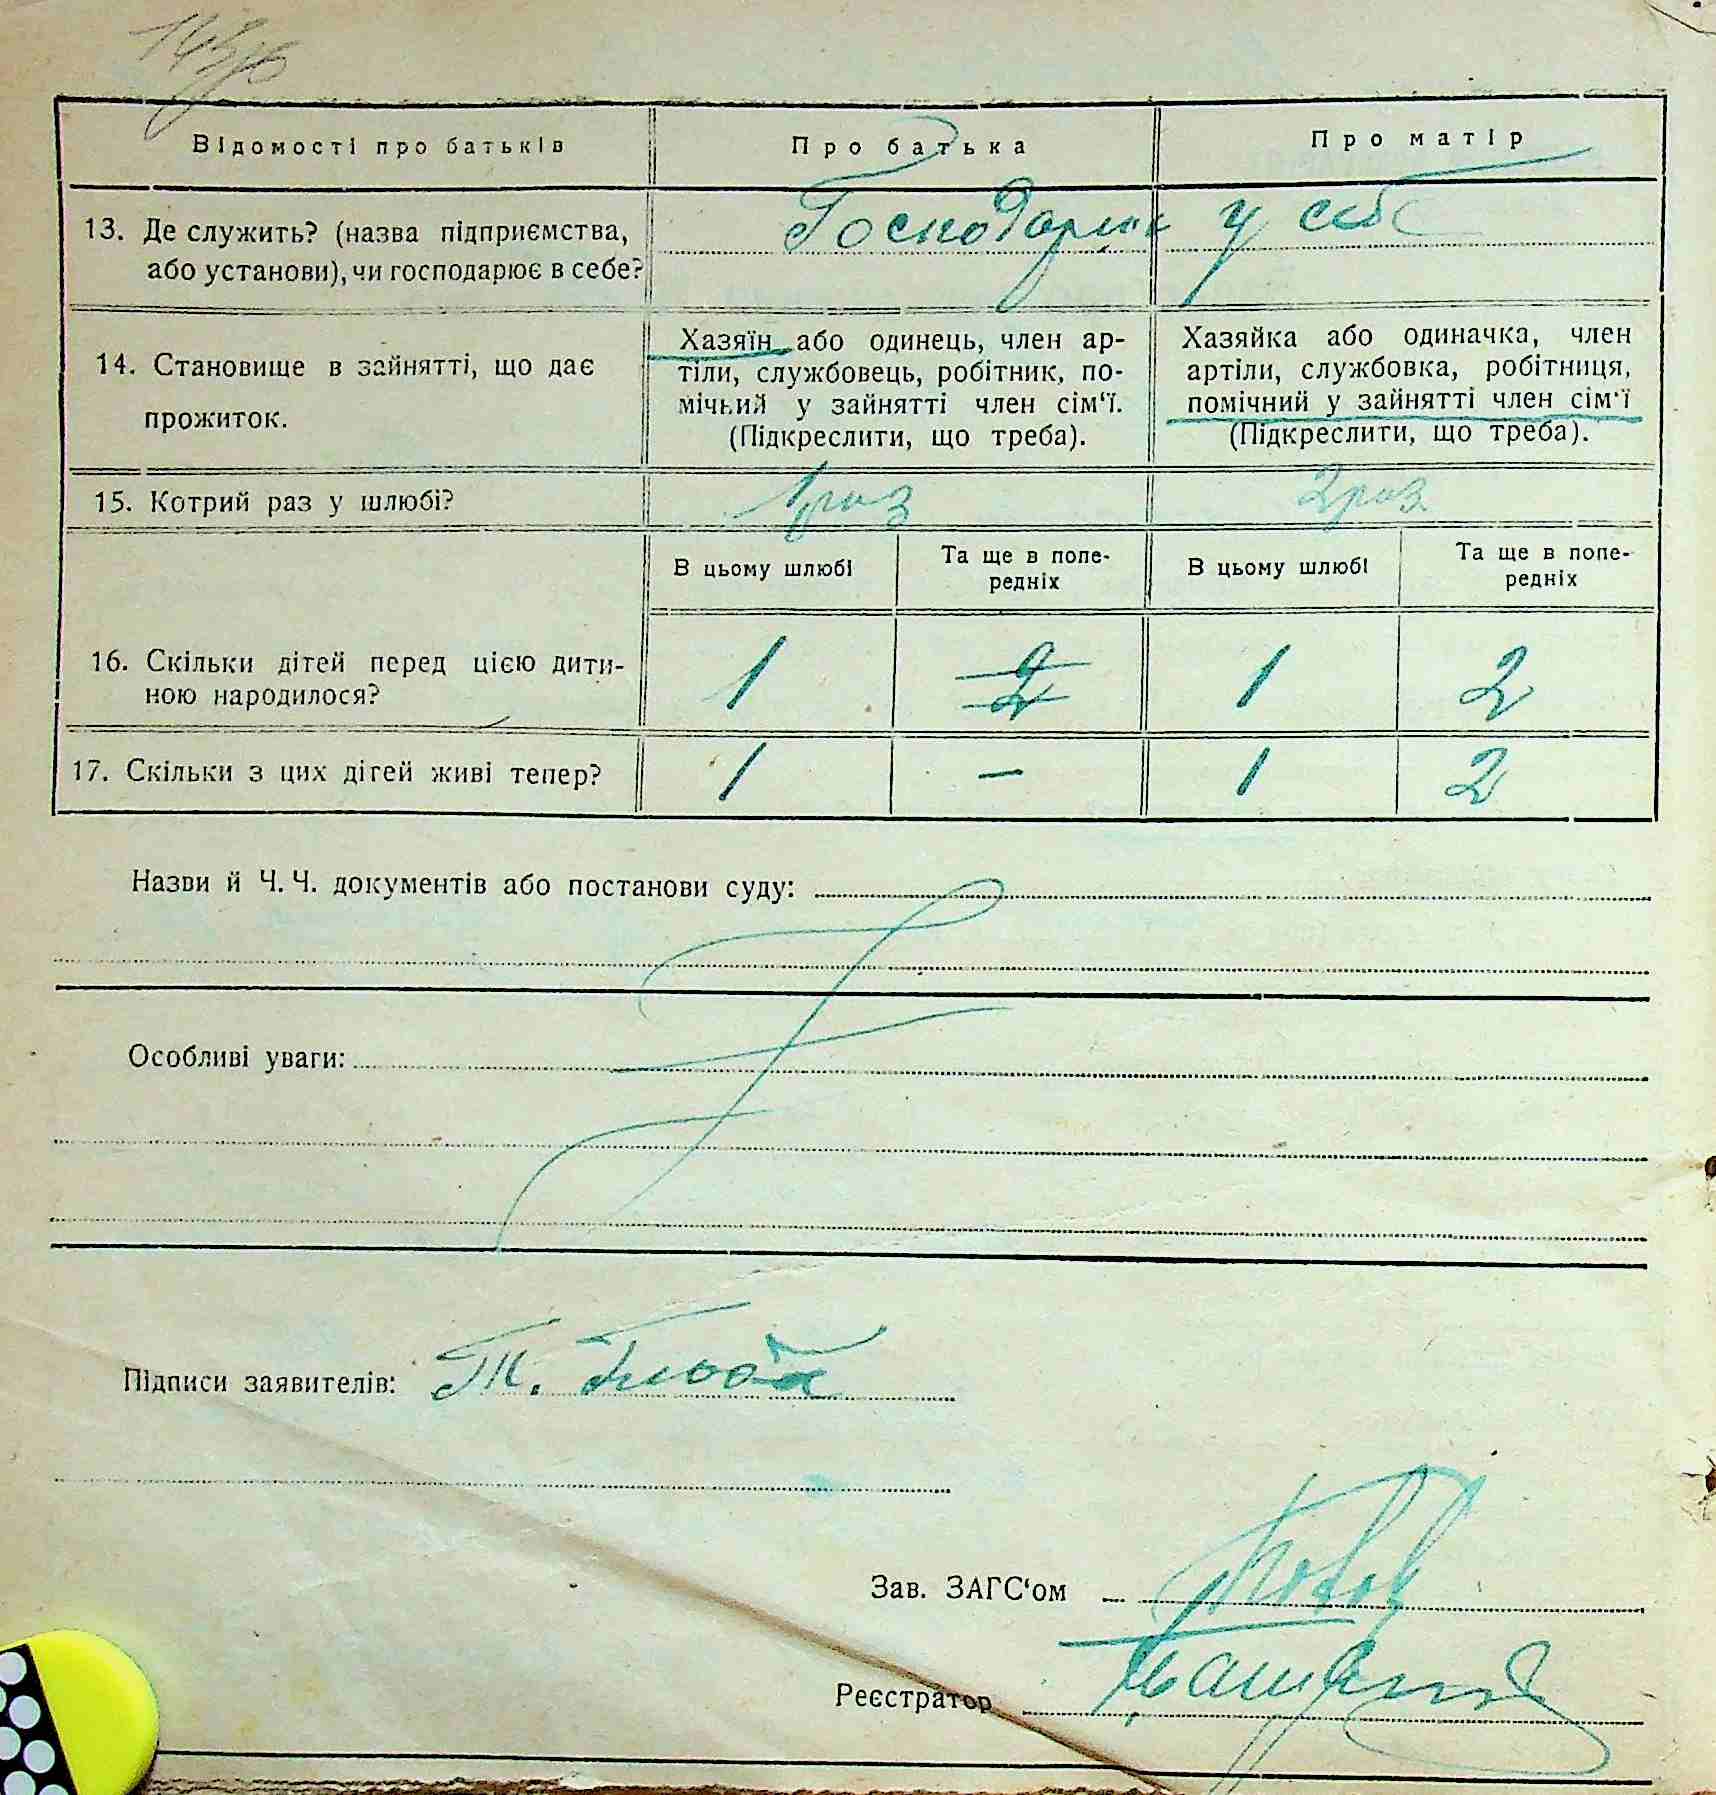 143
Відомості про батьків
Про батька
Про матір
13. Де служить? (назва підприємства,
або установи), чи господарює в себе?
Господарює у себе
14. Становище в зайнятті, що дає
прожиток.
Хазяїн або одинець, член ар-
тіли, службовець, робітник, по-
мічний у зайнятті член сім‘ї.
(Підкреслити, що треба).
Хазяйка або одиначка, член
артіли, службовка, робітниця,
помічний у зайнятті член сім‘ї
(Підкреслити, що треба).
15. Котрий раз у шлюбі?
1 раз
2 раз
В цьому шлюбі
Та ще в попе-
редніх
В цьому шлюбі
Та ще в попе-
редніх
16. Скільки дітей перед цією дити-
ною народилося?
1
2
1
2
17. Скільки з цих дітей живі тепер?
1
–
1
2
Назви й Ч. Ч. документів або постанови суду:
Особливі уваги:
Підписи заявителів:
Зав. ЗАГС‘ом
Реєстратор